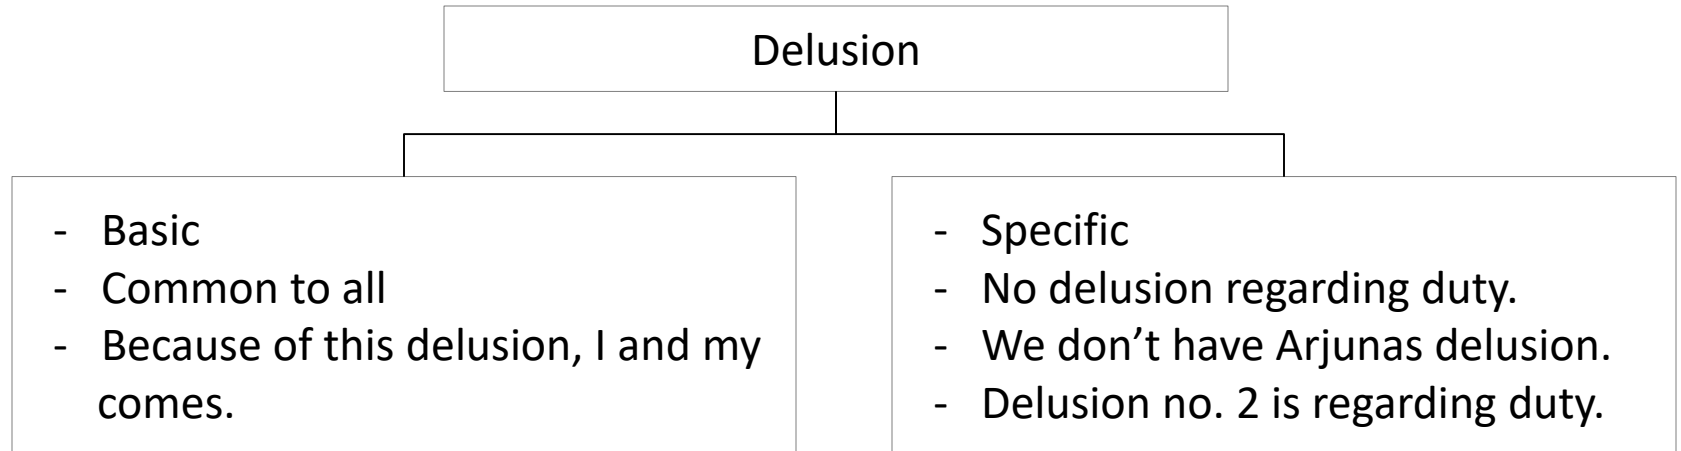 Delusion
- Basic
- Common to all
- Because of this delusion, I and my
comes.
- Specific
- No delusion regarding duty.
- We don’t have Arjunas delusion.
- Delusion no. 2 is regarding duty.